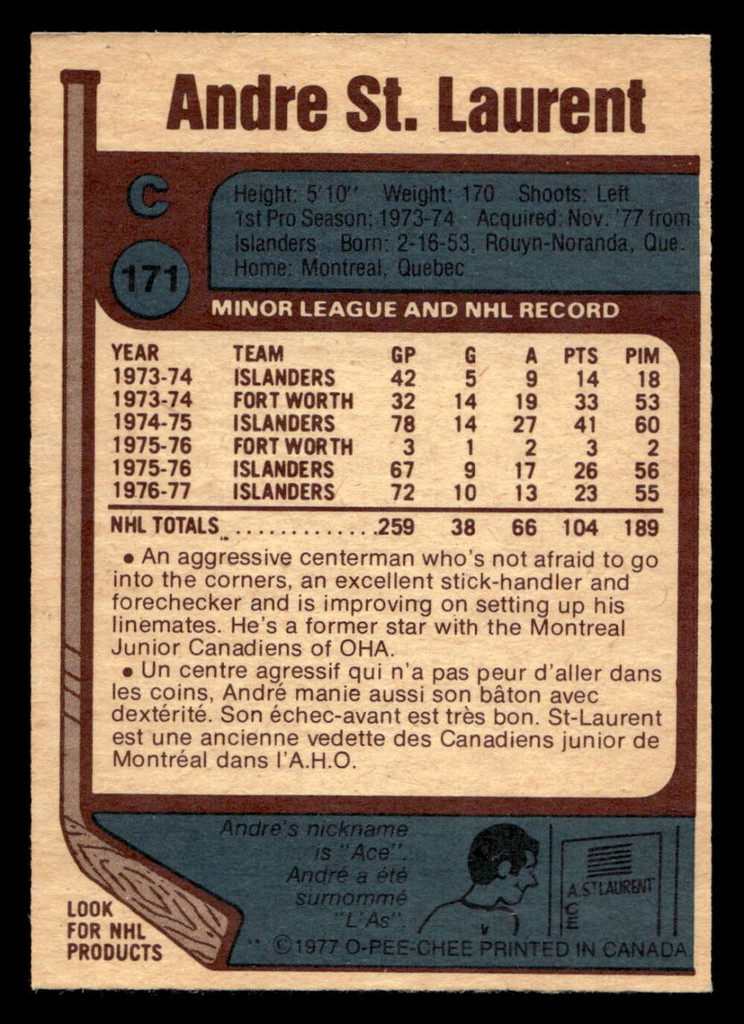 Andre St. Laurent
C
Height: 5'10'' Weight: 170 Shoots: Left
1st Pro Season: 1973-74 Acquired: Nov. '77 from
Islanders Born: 2-16-53, Rouyn-Noranda, Que.
Home: Montreal, Quebec
171
MINOR LEAGUE AND NHL RECORD
YEAR TEAM GP G A PTS PIM
1973-74 ISLANDERS 42 5 9 14 18
1973-74 FORT WORTH 32 14 19 33 53
1974-75 ISLANDERS 78 14 27 41 60
1975-76 FORT WORTH 3 1 2 3 2
1975-76 ISLANDERS 67 9 17 26 56
1976-77 ISLANDERS 72 10 13 23 55
NHL TOTALS ............. 259 38 66 104 189
• An aggressive centerman who's not afraid to go
into the corners, an excellent stick-handler and
forechecker and is improving on setting up his
linemates. He's a former star with the Montreal
Junior Canadiens of OHA.
• Un centre agressif qui n'a pas peur d'aller dans
les coins, André manie aussi son bâton avec
dextérité. Son échec-avant est très bon. St-Laurent
est une ancienne vedette des Canadiens junior de
Montréal dans l'A.H.O.
Andre's nickname
is "Ace".
André a été
surnommé
"L'As".
A. ST. LAURENT
C
E
LOOK
FOR NHL
PRODUCTS
©1977 O-PEE-CHEE PRINTED IN CANADA